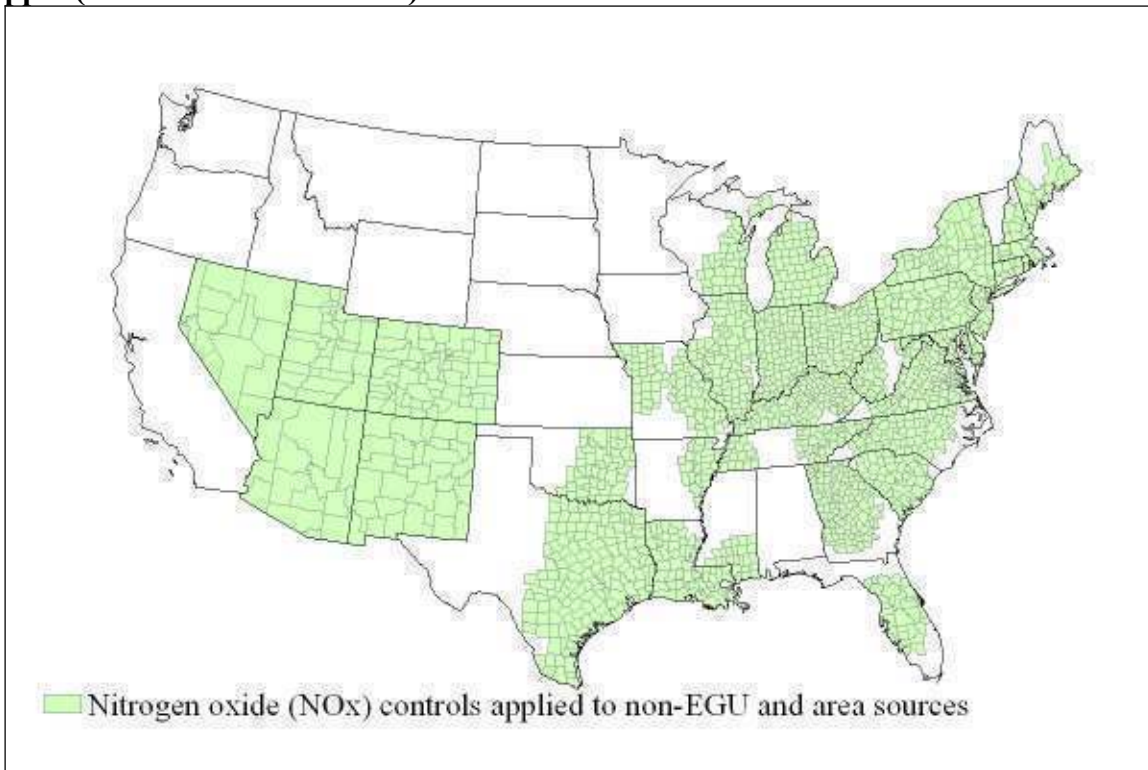 Nitrogen oxide (NOx) controls applied to non-EGU and area sources